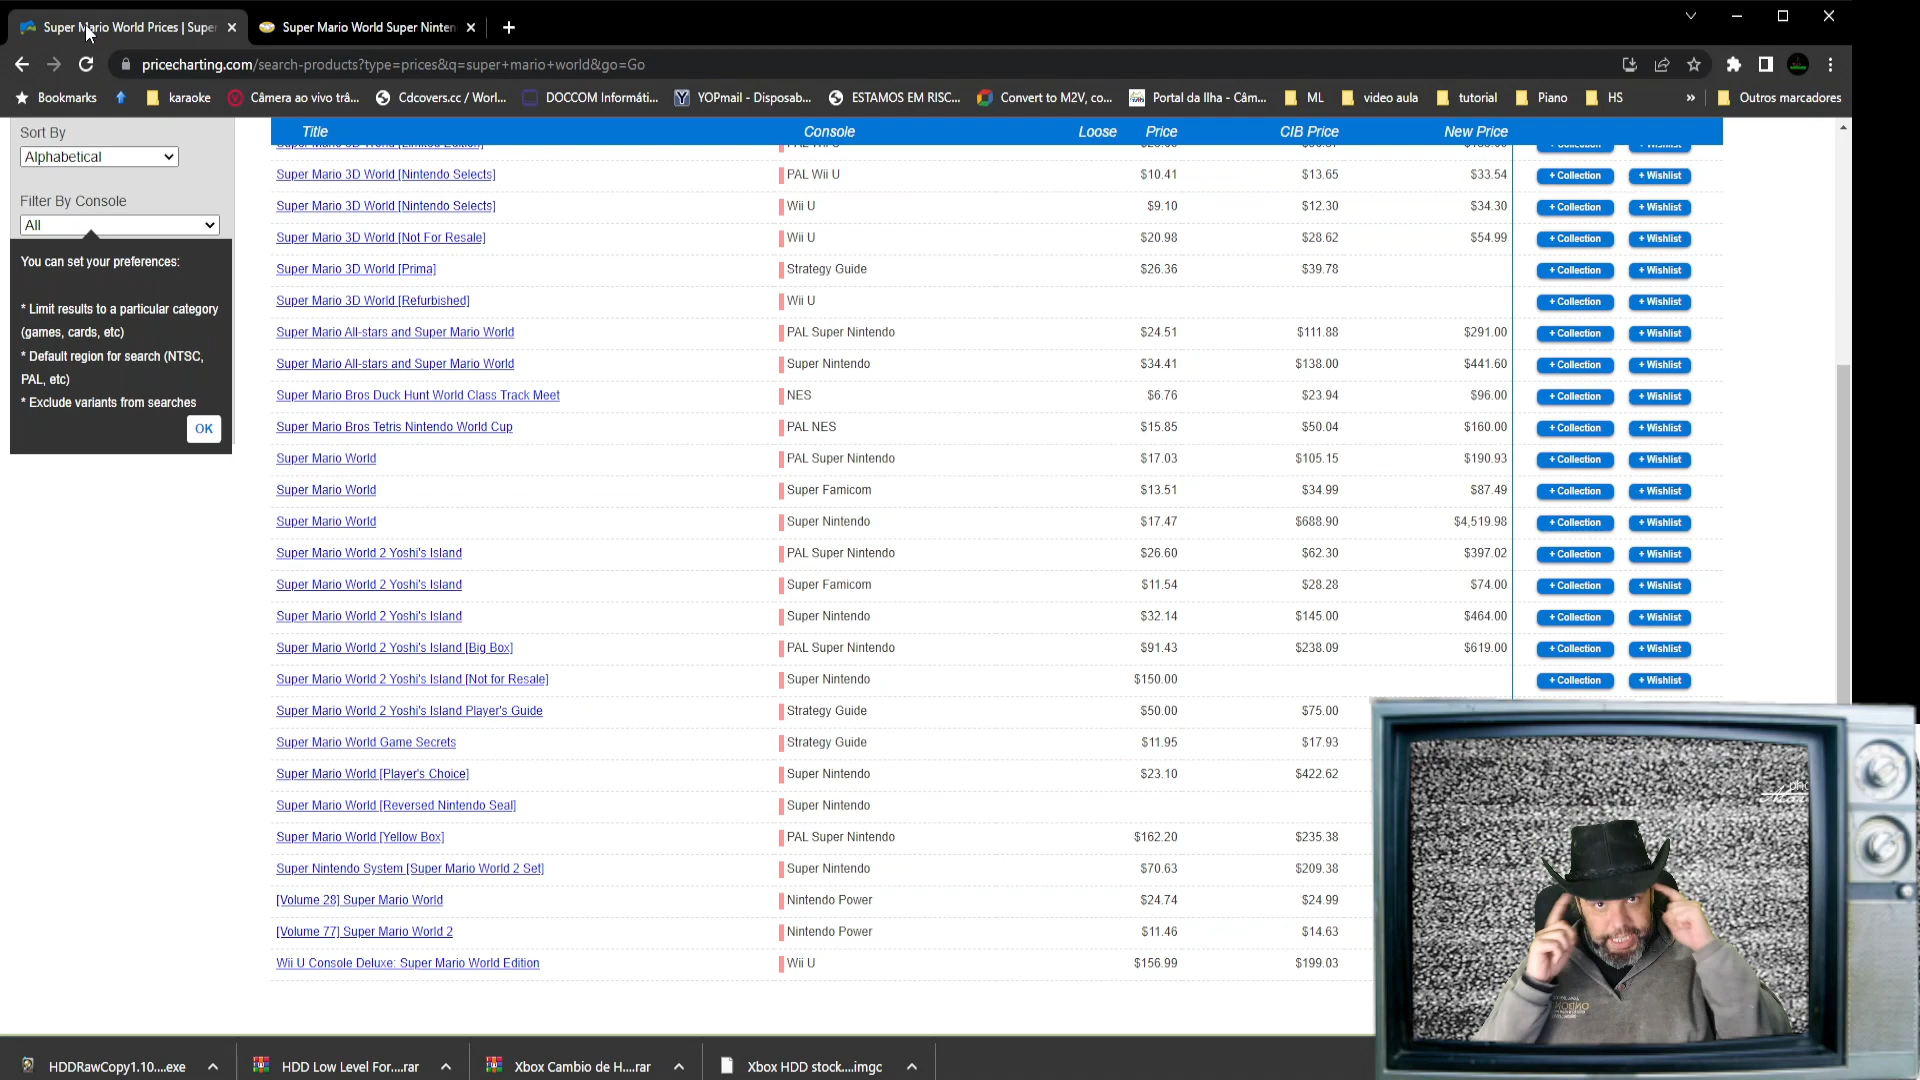 Super Mario World Prices | Super
Super Mario World Super Ninten
pricecharting.com/search-products?type=prices&q=super+mario+world&go=Go
Bookmarks
karaoke
Câmera ao vivo trâ...
Cdcovers.cc / Worl...
DOCCOM Informáti...
YOPmail - Disposab...
ESTAMOS EM RISC...
Convert to M2V, co...
Portal da Ilha - Câm...
ML
video aula
tutorial
Piano
HS
»
Outros marcadores
Sort By
Alphabetical
Filter By Console
All
You can set your preferences:
* Limit results to a particular category
(games, cards, etc)
* Default region for search (NTSC,
PAL, etc)
* Exclude variants from searches
OK
Title Console Loose Price CIB Price New Price
Super Mario 3D World [Limited Edition] PAL Wii U + Collection + Wishlist
Super Mario 3D World [Nintendo Selects] PAL Wii U $10.41 $13.65 $33.54 + Collection + Wishlist
Super Mario 3D World [Nintendo Selects] Wii U $9.10 $12.30 $34.30 + Collection + Wishlist
Super Mario 3D World [Not For Resale] Wii U $20.98 $28.62 $54.99 + Collection + Wishlist
Super Mario 3D World [Prima] Strategy Guide $26.36 $39.78 + Collection + Wishlist
Super Mario 3D World [Refurbished] Wii U + Collection + Wishlist
Super Mario All-stars and Super Mario World PAL Super Nintendo $24.51 $111.88 $291.00 + Collection + Wishlist
Super Mario All-stars and Super Mario World Super Nintendo $34.41 $138.00 $441.60 + Collection + Wishlist
Super Mario Bros Duck Hunt World Class Track Meet NES $6.76 $23.94 $96.00 + Collection + Wishlist
Super Mario Bros Tetris Nintendo World Cup PAL NES $15.85 $50.04 $160.00 + Collection + Wishlist
Super Mario World PAL Super Nintendo $17.03 $105.15 $190.93 + Collection + Wishlist
Super Mario World Super Famicom $13.51 $34.99 $87.49 + Collection + Wishlist
Super Mario World Super Nintendo $17.47 $688.90 $4,519.98 + Collection + Wishlist
Super Mario World 2 Yoshi's Island PAL Super Nintendo $26.60 $62.30 $397.02 + Collection + Wishlist
Super Mario World 2 Yoshi's Island Super Famicom $11.54 $28.28 $74.00 + Collection + Wishlist
Super Mario World 2 Yoshi's Island Super Nintendo $32.14 $145.00 $464.00 + Collection + Wishlist
Super Mario World 2 Yoshi's Island [Big Box] PAL Super Nintendo $91.43 $238.09 $619.00 + Collection + Wishlist
Super Mario World 2 Yoshi's Island [Not for Resale] Super Nintendo $150.00 + Collection + Wishlist
Super Mario World 2 Yoshi's Island Player's Guide Strategy Guide $50.00 $75.00
Super Mario World Game Secrets Strategy Guide $11.95 $17.93
Super Mario World [Player's Choice] Super Nintendo $23.10 $422.62
Super Mario World [Reversed Nintendo Seal] Super Nintendo
Super Mario World [Yellow Box] PAL Super Nintendo $162.20 $235.38
Super Nintendo System [Super Mario World 2 Set] Super Nintendo $70.63 $209.38
[Volume 28] Super Mario World Nintendo Power $24.74 $24.99
[Volume 77] Super Mario World 2 Nintendo Power $11.46 $14.63
Wii U Console Deluxe: Super Mario World Edition Wii U $156.99 $199.03
HDDRawCopy1.10....exe
HDD Low Level For....rar
Xbox Cambio de H....rar
Xbox HDD stock....imgc